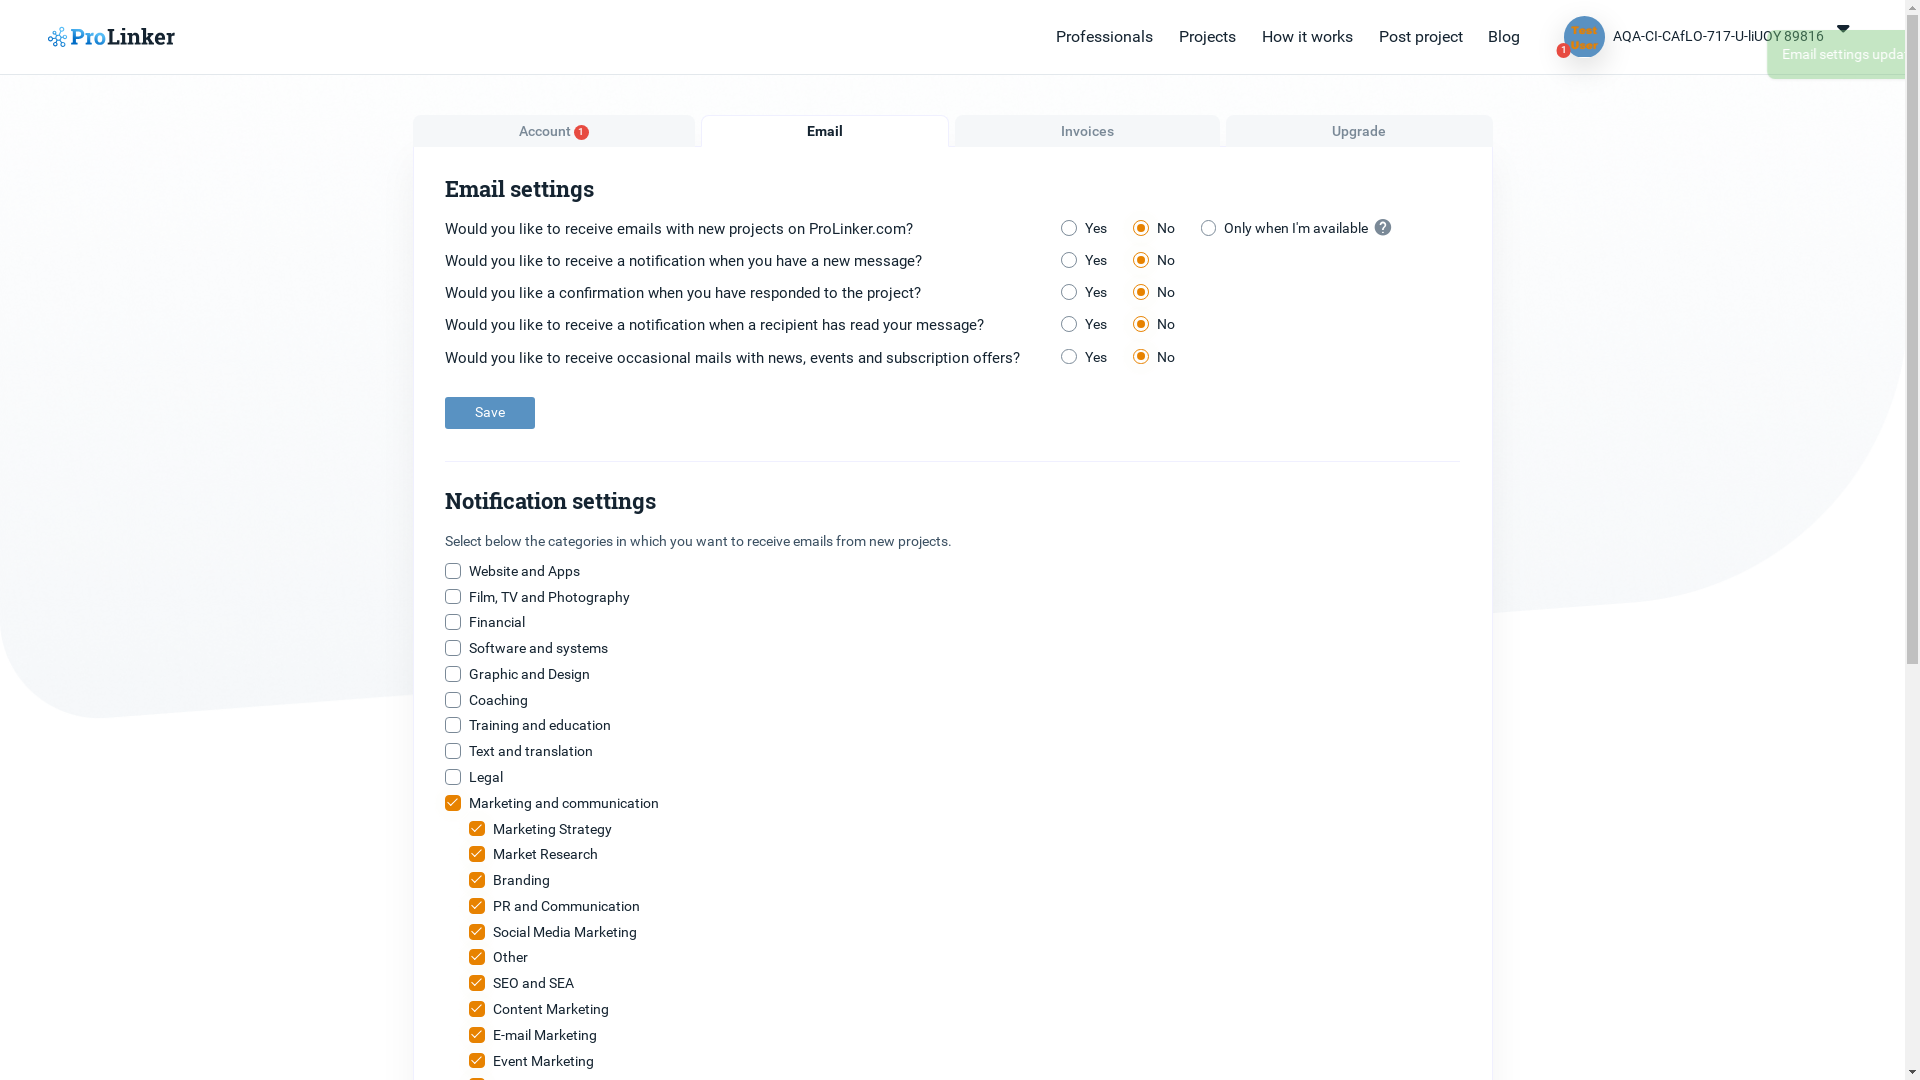 ProLinker
Professionals Projects How it works Post project Blog
Test User
1
AQA-CI-CAfLO-717-U-liUOY 89816
Email settings upda
Account 1
Email
Invoices
Upgrade
Email settings
Would you like to receive emails with new projects on ProLinker.com? Yes No Only when I'm available ?
Would you like to receive a notification when you have a new message? Yes No
Would you like a confirmation when you have responded to the project? Yes No
Would you like to receive a notification when a recipient has read your message? Yes No
Would you like to receive occasional mails with news, events and subscription offers? Yes No
Save
Notification settings
Select below the categories in which you want to receive emails from new projects.
Website and Apps
Film, TV and Photography
Financial
Software and systems
Graphic and Design
Coaching
Training and education
Text and translation
Legal
Marketing and communication
Marketing Strategy
Market Research
Branding
PR and Communication
Social Media Marketing
Other
SEO and SEA
Content Marketing
E-mail Marketing
Event Marketing